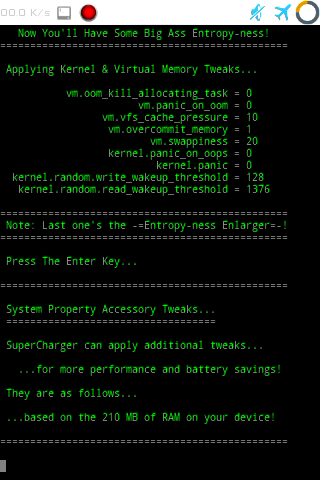 00.0 K/s
Now You'll Have Some Big Ass Entropy-ness!
================================================
Applying Kernel & Virtual Memory Tweaks...
vm.oom_kill_allocating_task = 0
vm.panic_on_oom = 0
vm.vfs_cache_pressure = 10
vm.overcommit_memory = 1
vm.swappiness = 20
kernel.panic_on_oops = 0
kernel.panic = 0
kernel.random.write_wakeup_threshold = 128
kernel.random.read_wakeup_threshold = 1376
================================================
Note: Last one's the -=Entropy-ness Enlarger=-!
================================================
Press The Enter Key...
================================================
System Property Accessory Tweaks...
===================================
SuperCharger can apply additional tweaks...
...for more performance and battery savings!
They are as follows...
...based on the 210 MB of RAM on your device!
================================================